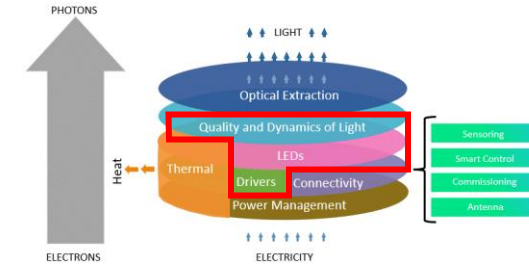 PHOTONS
LIGHT
Optical Extraction
Quality and Dynamics of Light
LEDs
Thermal
Drivers
Connectivity
Power Management
Heat
Sensoring
Smart Control
Commissioning
Antenna
ELECTRONS
ELECTRICITY